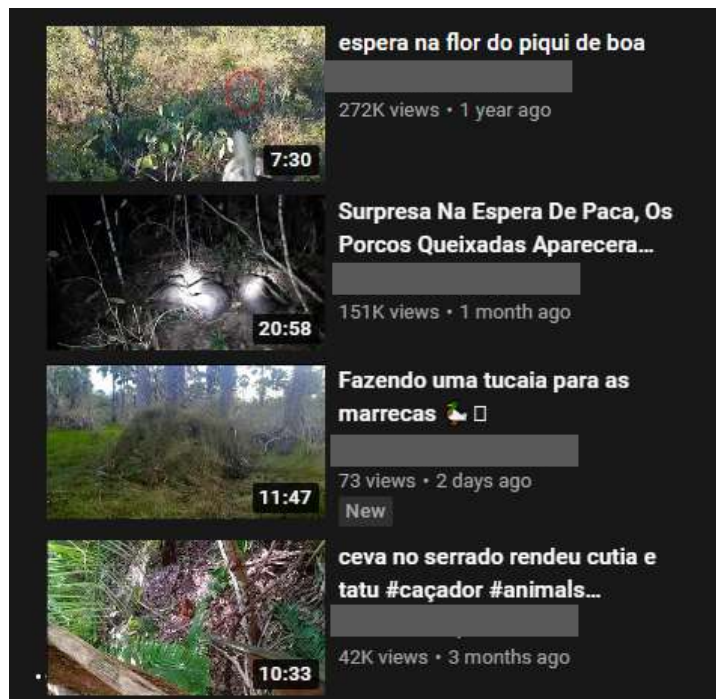 espera na flor do piqui de boa
272K views • 1 year ago
7:30
Surpresa Na Espera De Paca, Os
Porcos Queixadas Aparecera...
151K views • 1 month ago
20:58
Fazendo uma tucaia para as
marrecas 🦆
73 views • 2 days ago
New
11:47
ceva no serrado rendeu cutia e
tatu #caçador #animals...
42K views • 3 months ago
10:33